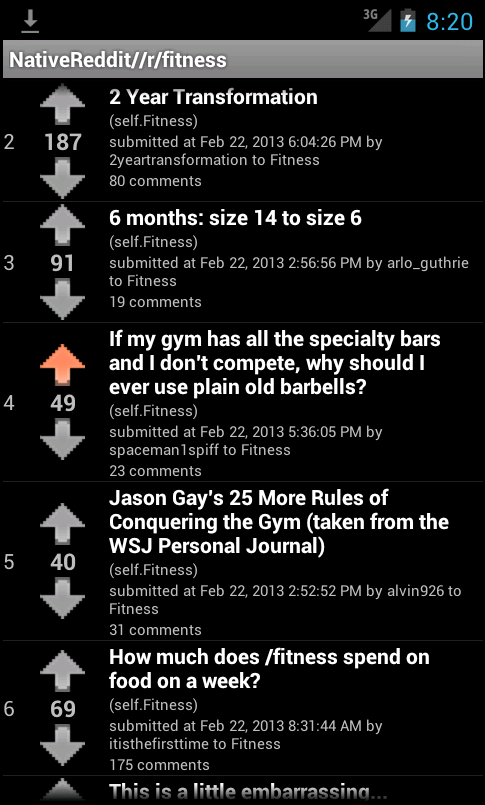 3G 8:20
NativeReddit//r/fitness
2 Year Transformation
(self.Fitness)
submitted at Feb 22, 2013 6:04:26 PM by
2yeartransformation to Fitness
80 comments
2
187
6 months: size 14 to size 6
(self.Fitness)
submitted at Feb 22, 2013 2:56:56 PM by arlo_guthrie
to Fitness
19 comments
3
91
If my gym has all the specialty bars
and I don't compete, why should I
ever use plain old barbells?
(self.Fitness)
submitted at Feb 22, 2013 5:36:05 PM by
spaceman1spiff to Fitness
23 comments
4
49
Jason Gay's 25 More Rules of
Conquering the Gym (taken from the
WSJ Personal Journal)
(self.Fitness)
submitted at Feb 22, 2013 2:52:52 PM by alvin926 to
Fitness
31 comments
5
40
How much does /fitness spend on
food on a week?
(self.Fitness)
submitted at Feb 22, 2013 8:31:44 AM by
itisthefirsttime to Fitness
175 comments
6
69
This is a little embarrassing...